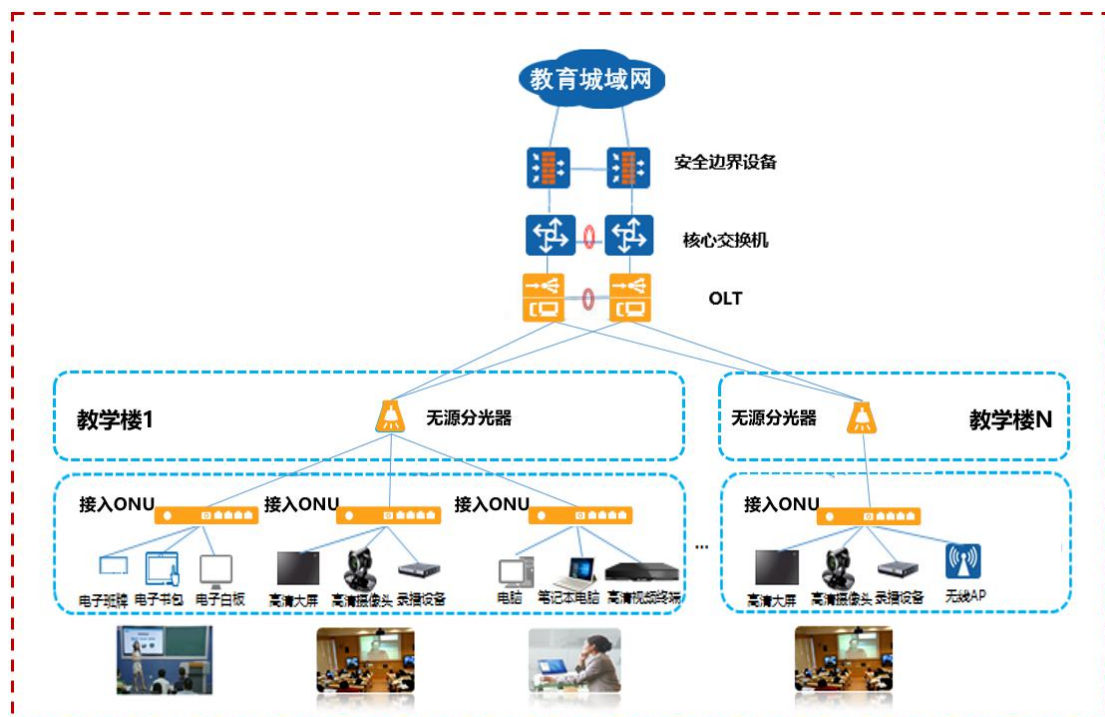 教育城域网
安全边界设备
核心交换机
OLT
教学楼1
无源分光器
无源分光器
教学楼N
接入ONU
接入ONU
接入ONU
...
接入ONU
电子班牌
电子书包
电子白板
高清大屏
高清摄像头
录播设备
电脑
笔记本电脑
高清视频终端
高清大屏
高清摄像头
录播设备
无线AP